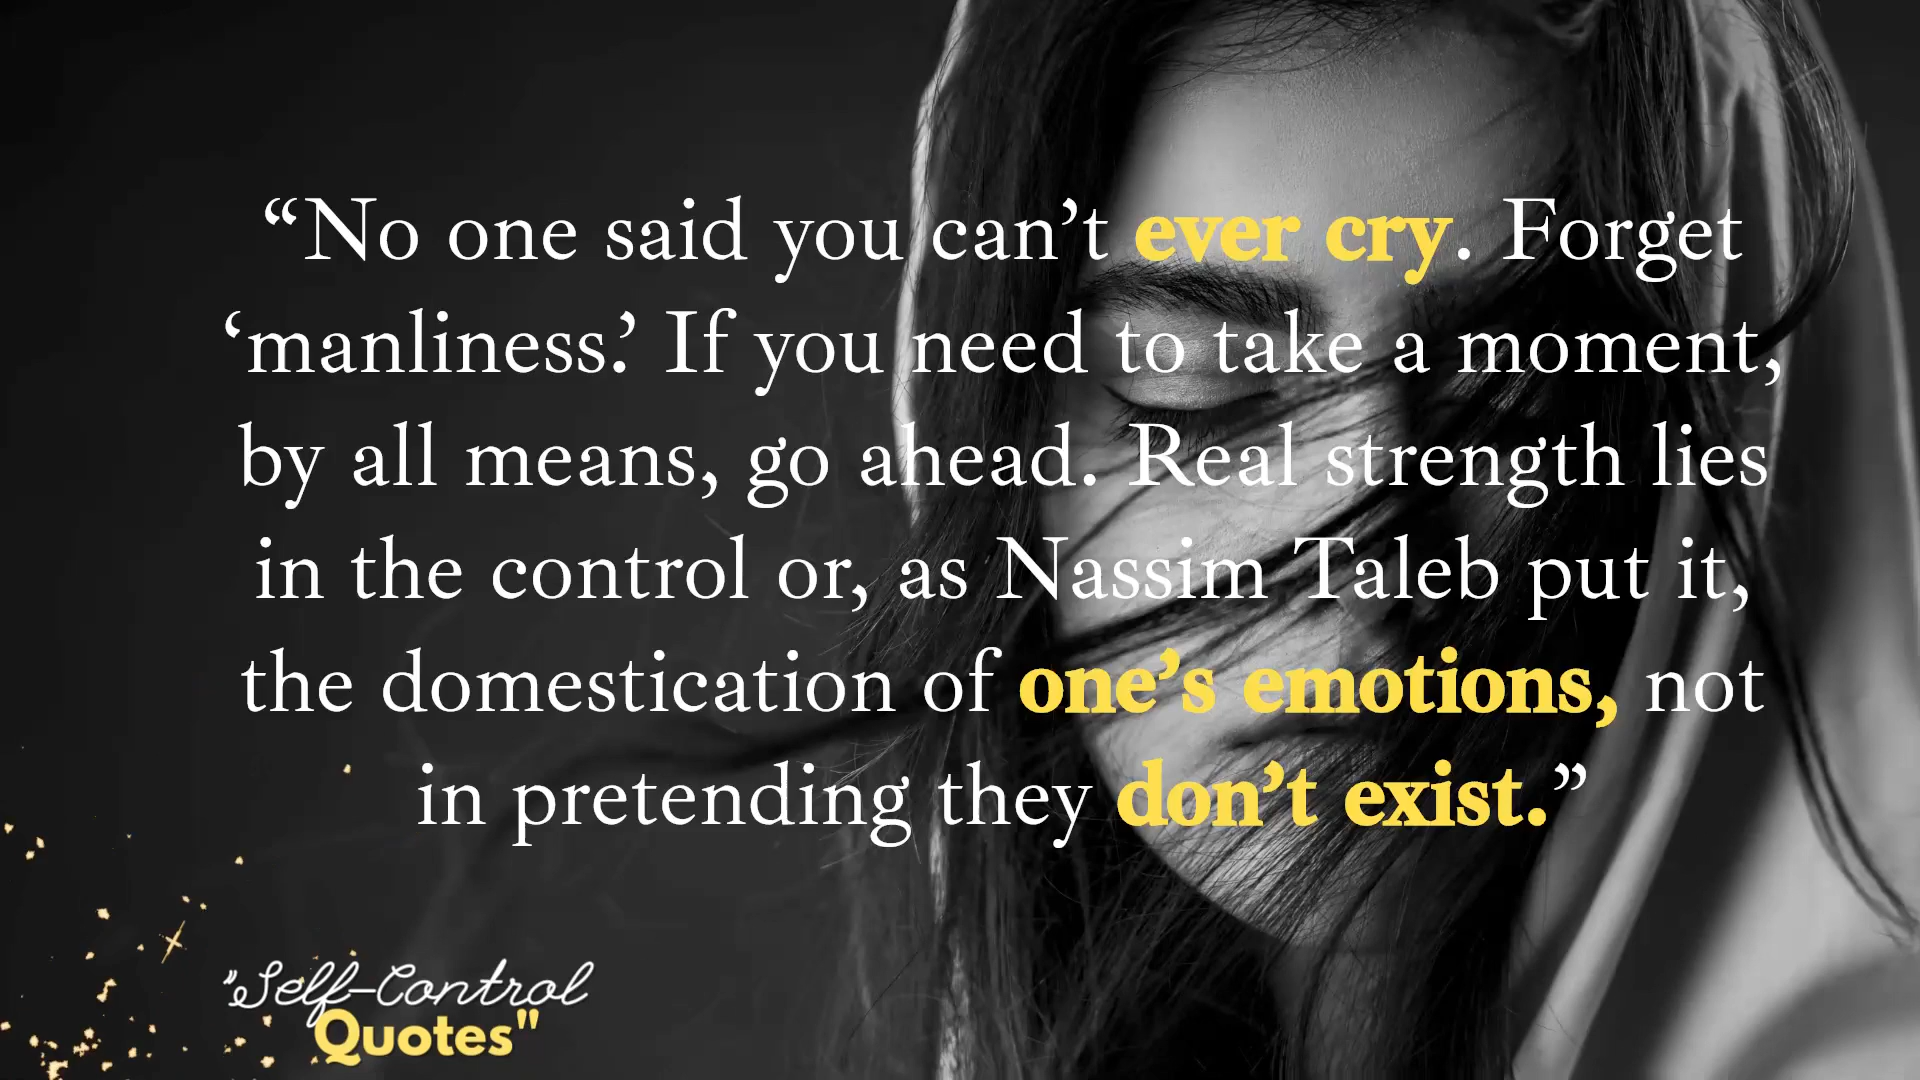 “No one said you can’t ever cry. Forget
‘manliness.’ If you need to take a moment,
by all means, go ahead. Real strength lies
in the control or, as Nassim Taleb put it,
the domestication of one’s emotions, not
in pretending they don’t exist.”
"Self-Control
Quotes"